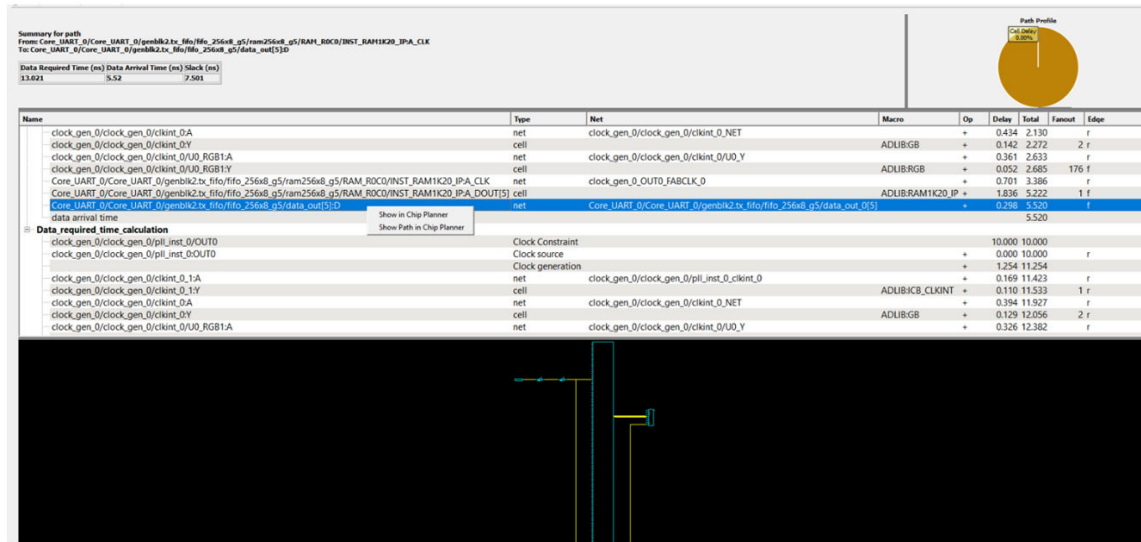 Path Profile
Cell Delay
0.00%
Summary for path
From: Core_UART_0/Core_UART_0/genblk2.tx_fifo/fifo_256x8_g5/ram256x8_g5/RAM_R0C0/INST_RAM1K20_IP:A_CLK
To: Core_UART_0/Core_UART_0/genblk2.tx_fifo/fifo_256x8_g5/data_out[5]:D
Data Required Time (ns) Data Arrival Time (ns) Slack (ns)
13.021 5.52 7.501
Name Type Net Macro Op Delay Total Fanout Edge
clock_gen_0/clock_gen_0/clkint_0:A net clock_gen_0/clock_gen_0/clkint_0_NET + 0.434 2.130 r
clock_gen_0/clock_gen_0/clkint_0:Y cell ADLIB:GB + 0.142 2.272 2 r
clock_gen_0/clock_gen_0/clkint_0/U0_RGB1:A net clock_gen_0/clock_gen_0/clkint_0/U0_Y + 0.361 2.633 r
clock_gen_0/clock_gen_0/clkint_0/U0_RGB1:Y cell ADLIB:RGB + 0.052 2.685 176 f
Core_UART_0/Core_UART_0/genblk2.tx_fifo/fifo_256x8_g5/ram256x8_g5/RAM_R0C0/INST_RAM1K20_IP:A_CLK net clock_gen_0_OUT0_FABCLK_0 + 0.701 3.386 r
Core_UART_0/Core_UART_0/genblk2.tx_fifo/fifo_256x8_g5/ram256x8_g5/RAM_R0C0/INST_RAM1K20_IP:A_DOUT[5] cell ADLIB:RAM1K20_IP + 1.836 5.222 1 f
Core_UART_0/Core_UART_0/genblk2.tx_fifo/fifo_256x8_g5/data_out[5]:D net Core_UART_0/Core_UART_0/genblk2.tx_fifo/fifo_256x8_g5/data_out_0[5] + 0.298 5.520 f
data arrival time 5.520
Show in Chip Planner
Show Path in Chip Planner
Data_required_time_calculation
clock_gen_0/clock_gen_0/pll_inst_0/OUT0 Clock Constraint 10.000 10.000
clock_gen_0/clock_gen_0/pll_inst_0:OUT0 Clock source + 0.000 10.000 r
Clock generation + 1.254 11.254
clock_gen_0/clock_gen_0/clkint_0_1:A net clock_gen_0/clock_gen_0/pll_inst_0_clkint_0 + 0.169 11.423 r
clock_gen_0/clock_gen_0/clkint_0_1:Y cell ADLIB:ICB_CLKINT + 0.110 11.533 1 r
clock_gen_0/clock_gen_0/clkint_0:A net clock_gen_0/clock_gen_0/clkint_0_NET + 0.394 11.927 r
clock_gen_0/clock_gen_0/clkint_0:Y cell ADLIB:GB + 0.129 12.056 2 r
clock_gen_0/clock_gen_0/clkint_0/U0_RGB1:A net clock_gen_0/clock_gen_0/clkint_0/U0_Y + 0.326 12.382 r